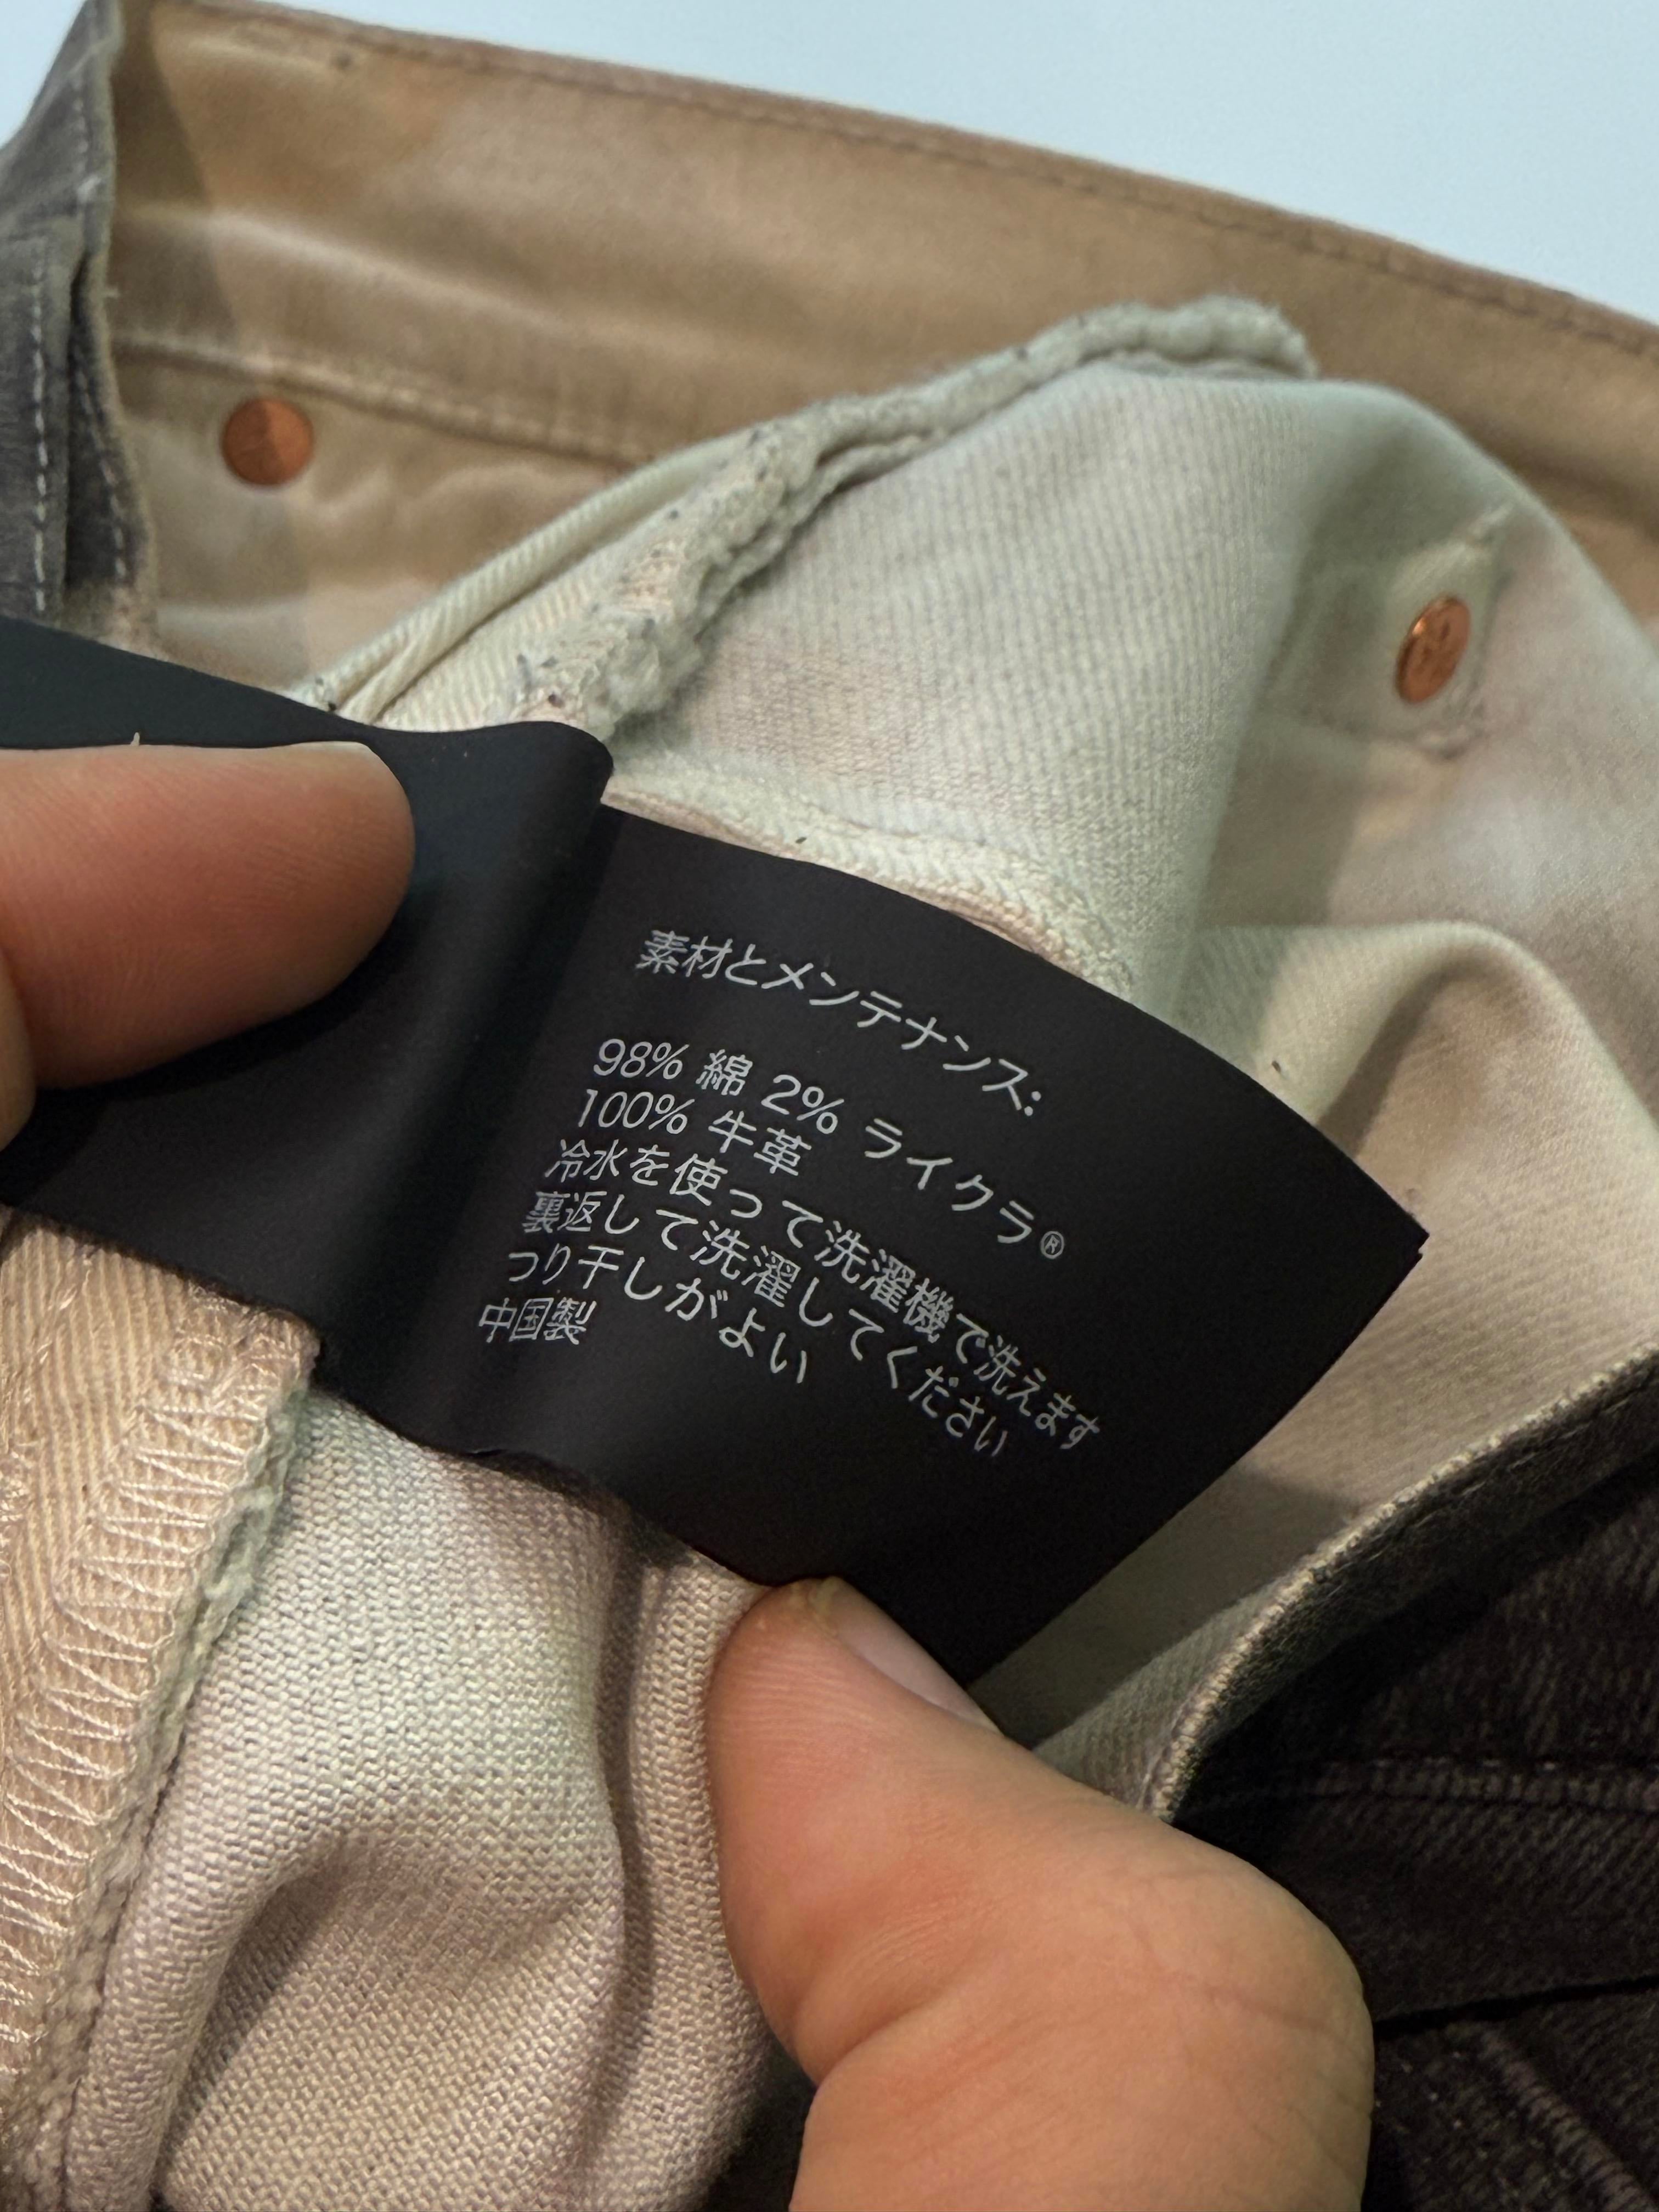 素材とメンテナンス:
98% 綿 2% ライクラ®
100% 牛革
冷水を使って洗濯機で洗えます
裏返して洗濯してください
つり干しがよい
中国製